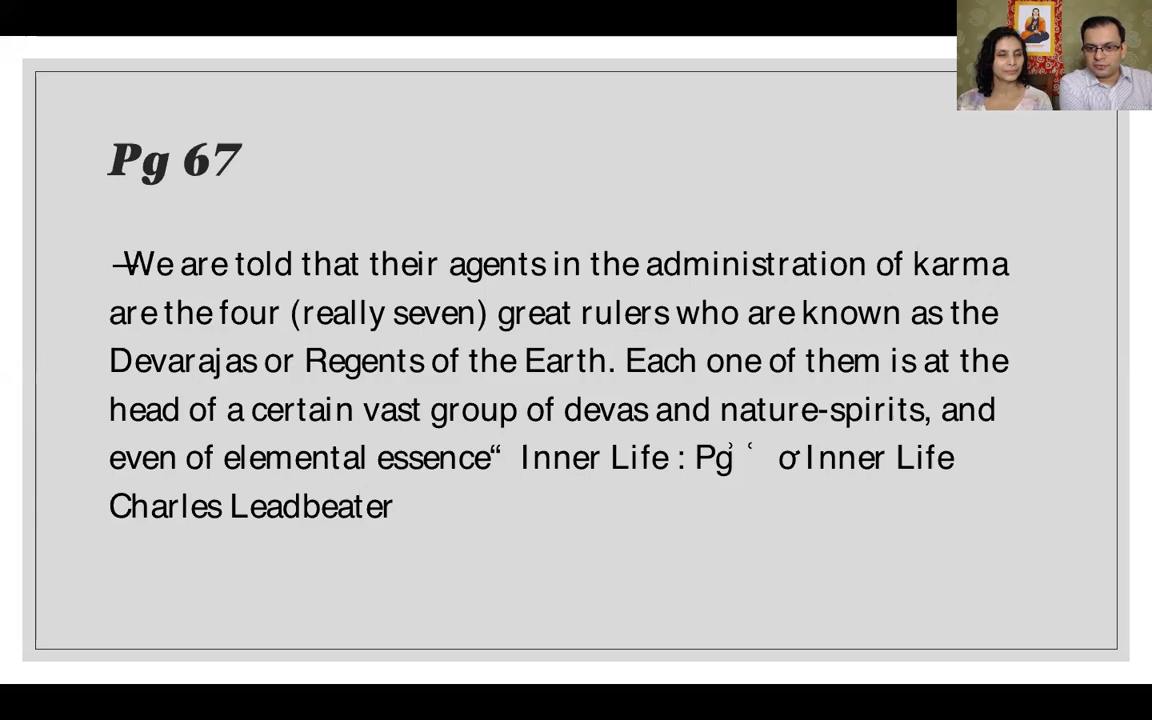 Pg 67
—We are told that their agents in the administration of karma
are the four (really seven) great rulers who are known as the
Devarajas or Regents of the Earth. Each one of them is at the
head of a certain vast group of devas and nature-spirits, and
even of elemental essence“ Inner Life : Pg Inner Life
Charles Leadbeater